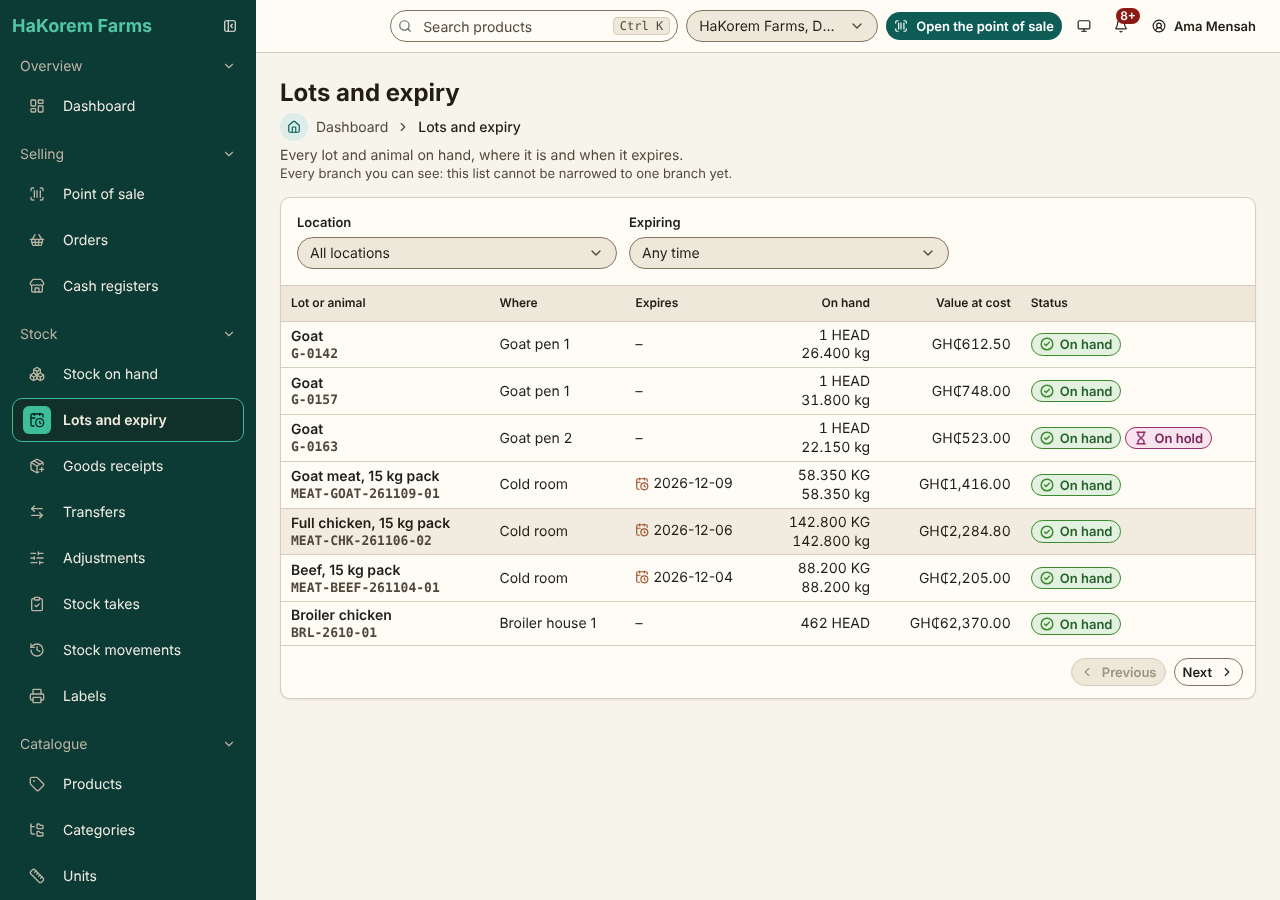 HaKorem Farms
Overview
Dashboard
Selling
Point of sale
Orders
Cash registers
Stock
Stock on hand
Lots and expiry
Goods receipts
Transfers
Adjustments
Stock takes
Stock movements
Labels
Catalogue
Products
Categories
Units
Search products Ctrl K
HaKorem Farms, D...
Open the point of sale
8+
Ama Mensah
Lots and expiry
Dashboard > Lots and expiry
Every lot and animal on hand, where it is and when it expires.
Every branch you can see: this list cannot be narrowed to one branch yet.
Location Expiring
All locations Any time
Lot or animal Where Expires On hand Value at cost Status
Goat
G-0142
Goat pen 1 –
1 HEAD
26.400 kg
GH₵612.50 On hand
Goat
G-0157
Goat pen 1 –
1 HEAD
31.800 kg
GH₵748.00 On hand
Goat
G-0163
Goat pen 2 –
1 HEAD
22.150 kg
GH₵523.00 On hand On hold
Goat meat, 15 kg pack
MEAT-GOAT-261109-01
Cold room 2026-12-09
58.350 KG
58.350 kg
GH₵1,416.00 On hand
Full chicken, 15 kg pack
MEAT-CHK-261106-02
Cold room 2026-12-06
142.800 KG
142.800 kg
GH₵2,284.80 On hand
Beef, 15 kg pack
MEAT-BEEF-261104-01
Cold room 2026-12-04
88.200 KG
88.200 kg
GH₵2,205.00 On hand
Broiler chicken
BRL-2610-01
Broiler house 1 –
462 HEAD
GH₵62,370.00 On hand
Previous Next